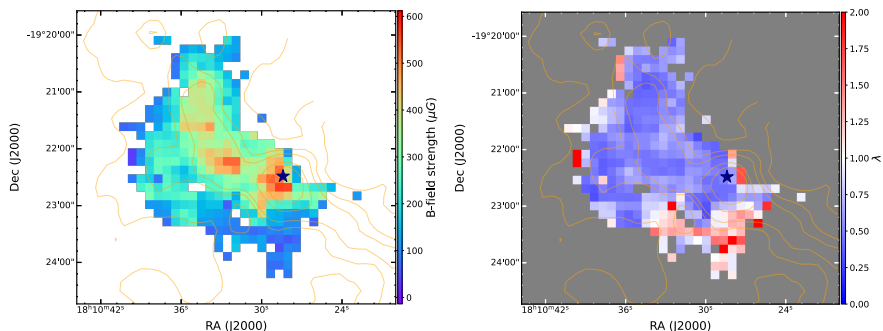 -19°20'00"
21'00"
22'00"
23'00"
24'00"
Dec (J2000)
18ʰ10ᵐ42ˢ
36ˢ
30ˢ
24ˢ
RA (J2000)
600
500
400
300
200
100
0
B-field strength (μG)
-19°20'00"
21'00"
22'00"
23'00"
24'00"
Dec (J2000)
18ʰ10ᵐ42ˢ
36ˢ
30ˢ
24ˢ
RA (J2000)
2.00
1.75
1.50
1.25
1.00
0.75
0.50
0.25
0.00
λ